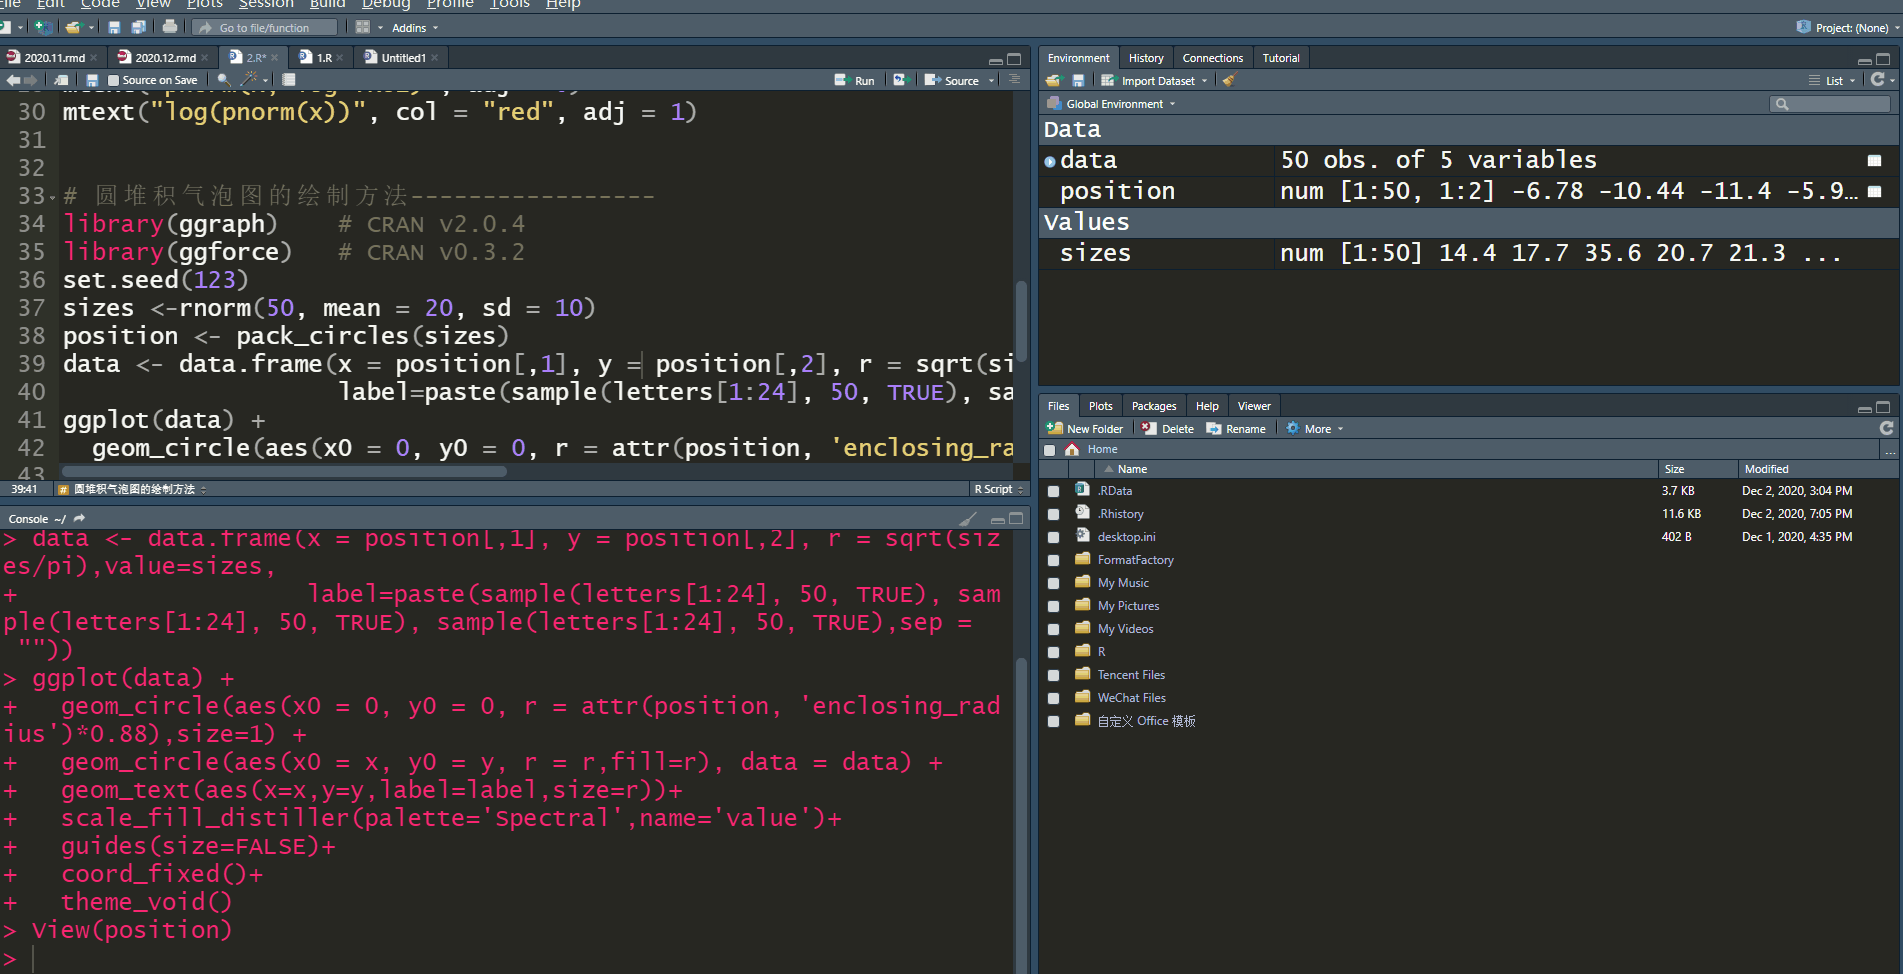 File Edit Code View Plots Session Build Debug Profile Tools Help
Go to file/function Addins Project: (None)
2020.11.rmd 2020.12.rmd 2.R* 1.R Untitled1
Source on Save Run Source
30 mtext("log(pnorm(x))", col = "red", adj = 1)
31
32
33 # 圆堆积气泡图的绘制方法-----------------
34 library(ggraph) # CRAN v2.0.4
35 library(ggforce) # CRAN v0.3.2
36 set.seed(123)
37 sizes <-rnorm(50, mean = 20, sd = 10)
38 position <- pack_circles(sizes)
39 data <- data.frame(x = position[,1], y = position[,2], r = sqrt(si
40 label=paste(sample(letters[1:24], 50, TRUE), sa
41 ggplot(data) +
42 geom_circle(aes(x0 = 0, y0 = 0, r = attr(position, 'enclosing_ra
43
39:41 # 圆堆积气泡图的绘制方法 R Script
Console ~/
> data <- data.frame(x = position[,1], y = position[,2], r = sqrt(siz
es/pi),value=sizes,
+ label=paste(sample(letters[1:24], 50, TRUE), sam
ple(letters[1:24], 50, TRUE), sample(letters[1:24], 50, TRUE),sep =
""))
> ggplot(data) +
+ geom_circle(aes(x0 = 0, y0 = 0, r = attr(position, 'enclosing_rad
ius')*0.88),size=1) +
+ geom_circle(aes(x0 = x, y0 = y, r = r,fill=r), data = data) +
+ geom_text(aes(x=x,y=y,label=label,size=r))+
+ scale_fill_distiller(palette='Spectral',name='value')+
+ guides(size=FALSE)+
+ coord_fixed()+
+ theme_void()
> View(position)
>
Environment History Connections Tutorial
Import Dataset List
Global Environment
Data
data 50 obs. of 5 variables
position num [1:50, 1:2] -6.78 -10.44 -11.4 -5.9…
Values
sizes num [1:50] 14.4 17.7 35.6 20.7 21.3 ...
Files Plots Packages Help Viewer
New Folder Delete Rename More
Home ...
Name Size Modified
.RData 3.7 KB Dec 2, 2020, 3:04 PM
.Rhistory 11.6 KB Dec 2, 2020, 7:05 PM
desktop.ini 402 B Dec 1, 2020, 4:35 PM
FormatFactory
My Music
My Pictures
My Videos
R
Tencent Files
WeChat Files
自定义 Office 模板